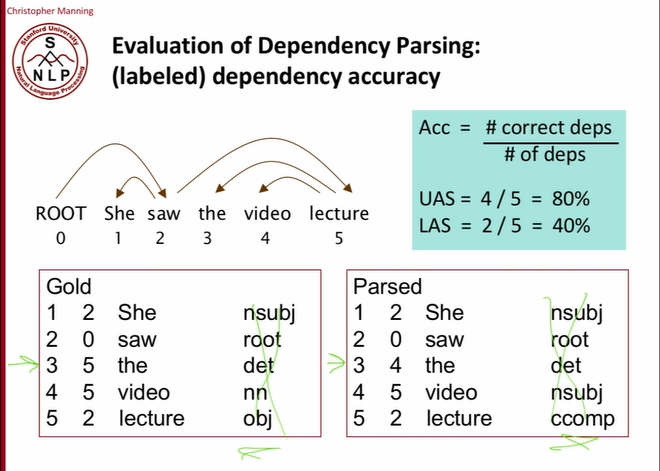 Christopher Manning
Stanford University
S
N L P
Natural Language Processing
Evaluation of Dependency Parsing:
(labeled) dependency accuracy
Acc = # correct deps
# of deps
UAS = 4 / 5 = 80%
LAS = 2 / 5 = 40%
ROOT She saw the video lecture
0 1 2 3 4 5
Gold
1 2 She nsubj
2 0 saw root
3 5 the det
4 5 video nn
5 2 lecture obj
Parsed
1 2 She nsubj
2 0 saw root
3 4 the det
4 5 video nsubj
5 2 lecture ccomp